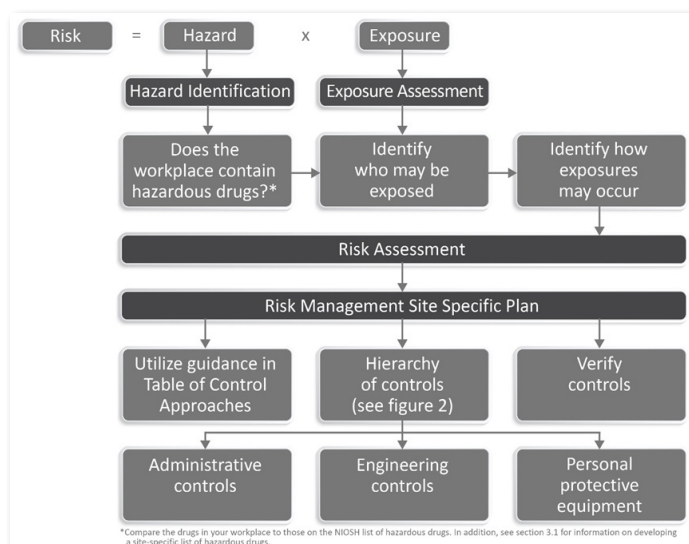 Risk = Hazard x Exposure
Hazard Identification
Exposure Assessment
Does the
workplace contain
hazardous drugs?*
Identify
who may be
exposed
Identify how
exposures
may occur
Risk Assessment
Risk Management Site Specific Plan
Utilize guidance in
Table of Control
Approaches
Hierarchy
of controls
(see figure 2)
Verify
controls
Administrative
controls
Engineering
controls
Personal
protective
equipment
*Compare the drugs in your workplace to those on the NIOSH list of hazardous drugs. In addition, see section 3.1 for information on developing
a site-specific list of hazardous drugs.